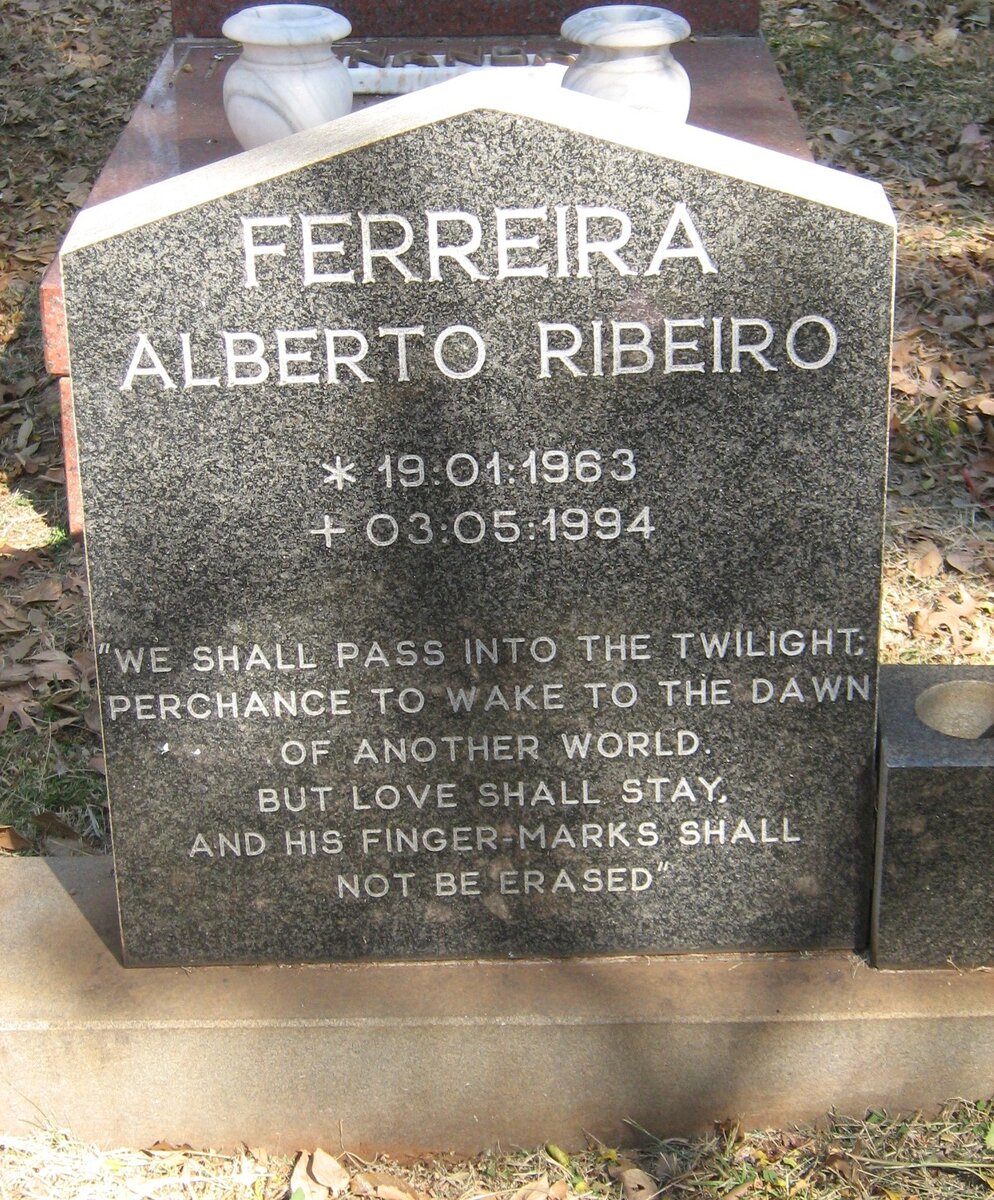 FERREIRA
ALBERTO RIBEIRO
* 19:01:1963
+ 03:05:1994
"WE SHALL PASS INTO THE TWILIGHT;
PERCHANCE TO WAKE TO THE DAWN
OF ANOTHER WORLD.
BUT LOVE SHALL STAY,
AND HIS FINGER-MARKS SHALL
NOT BE ERASED"